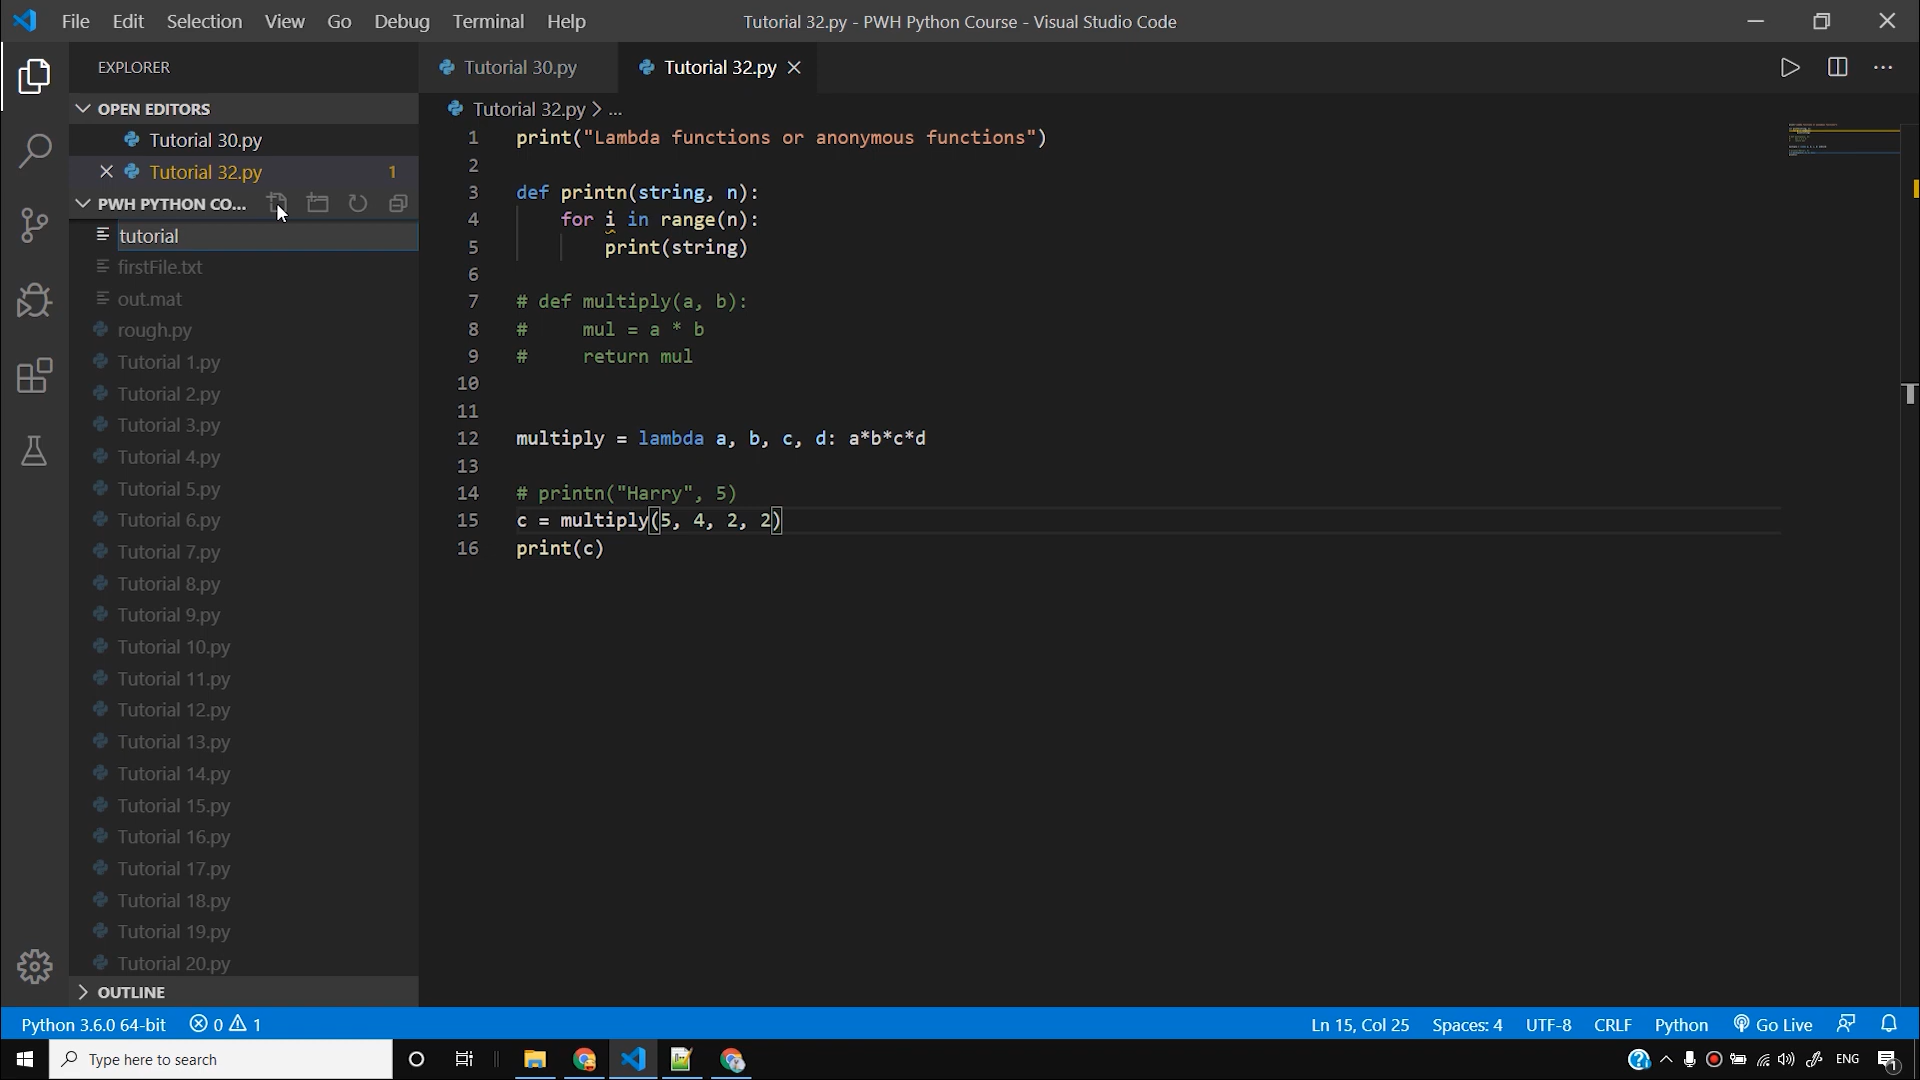 File Edit Selection View Go Debug Terminal Help
Tutorial 32.py - PWH Python Course - Visual Studio Code
EXPLORER
OPEN EDITORS
Tutorial 30.py
Tutorial 32.py 1
PWH PYTHON CO...
tutorial
firstFile.txt
out.mat
rough.py
Tutorial 1.py
Tutorial 2.py
Tutorial 3.py
Tutorial 4.py
Tutorial 5.py
Tutorial 6.py
Tutorial 7.py
Tutorial 8.py
Tutorial 9.py
Tutorial 10.py
Tutorial 11.py
Tutorial 12.py
Tutorial 13.py
Tutorial 14.py
Tutorial 15.py
Tutorial 16.py
Tutorial 17.py
Tutorial 18.py
Tutorial 19.py
Tutorial 20.py
OUTLINE
Tutorial 30.py
Tutorial 32.py
Tutorial 32.py > ...
1 print("Lambda functions or anonymous functions")
2
3 def printn(string, n):
4     for i in range(n):
5         print(string)
6
7 # def multiply(a, b):
8 #     mul = a * b
9 #     return mul
10
11
12 multiply = lambda a, b, c, d: a*b*c*d
13
14 # printn("Harry", 5)
15 c = multiply(5, 4, 2, 2)
16 print(c)
Python 3.6.0 64-bit 0 1
Ln 15, Col 25 Spaces: 4 UTF-8 CRLF Python Go Live
Type here to search
ENG
1